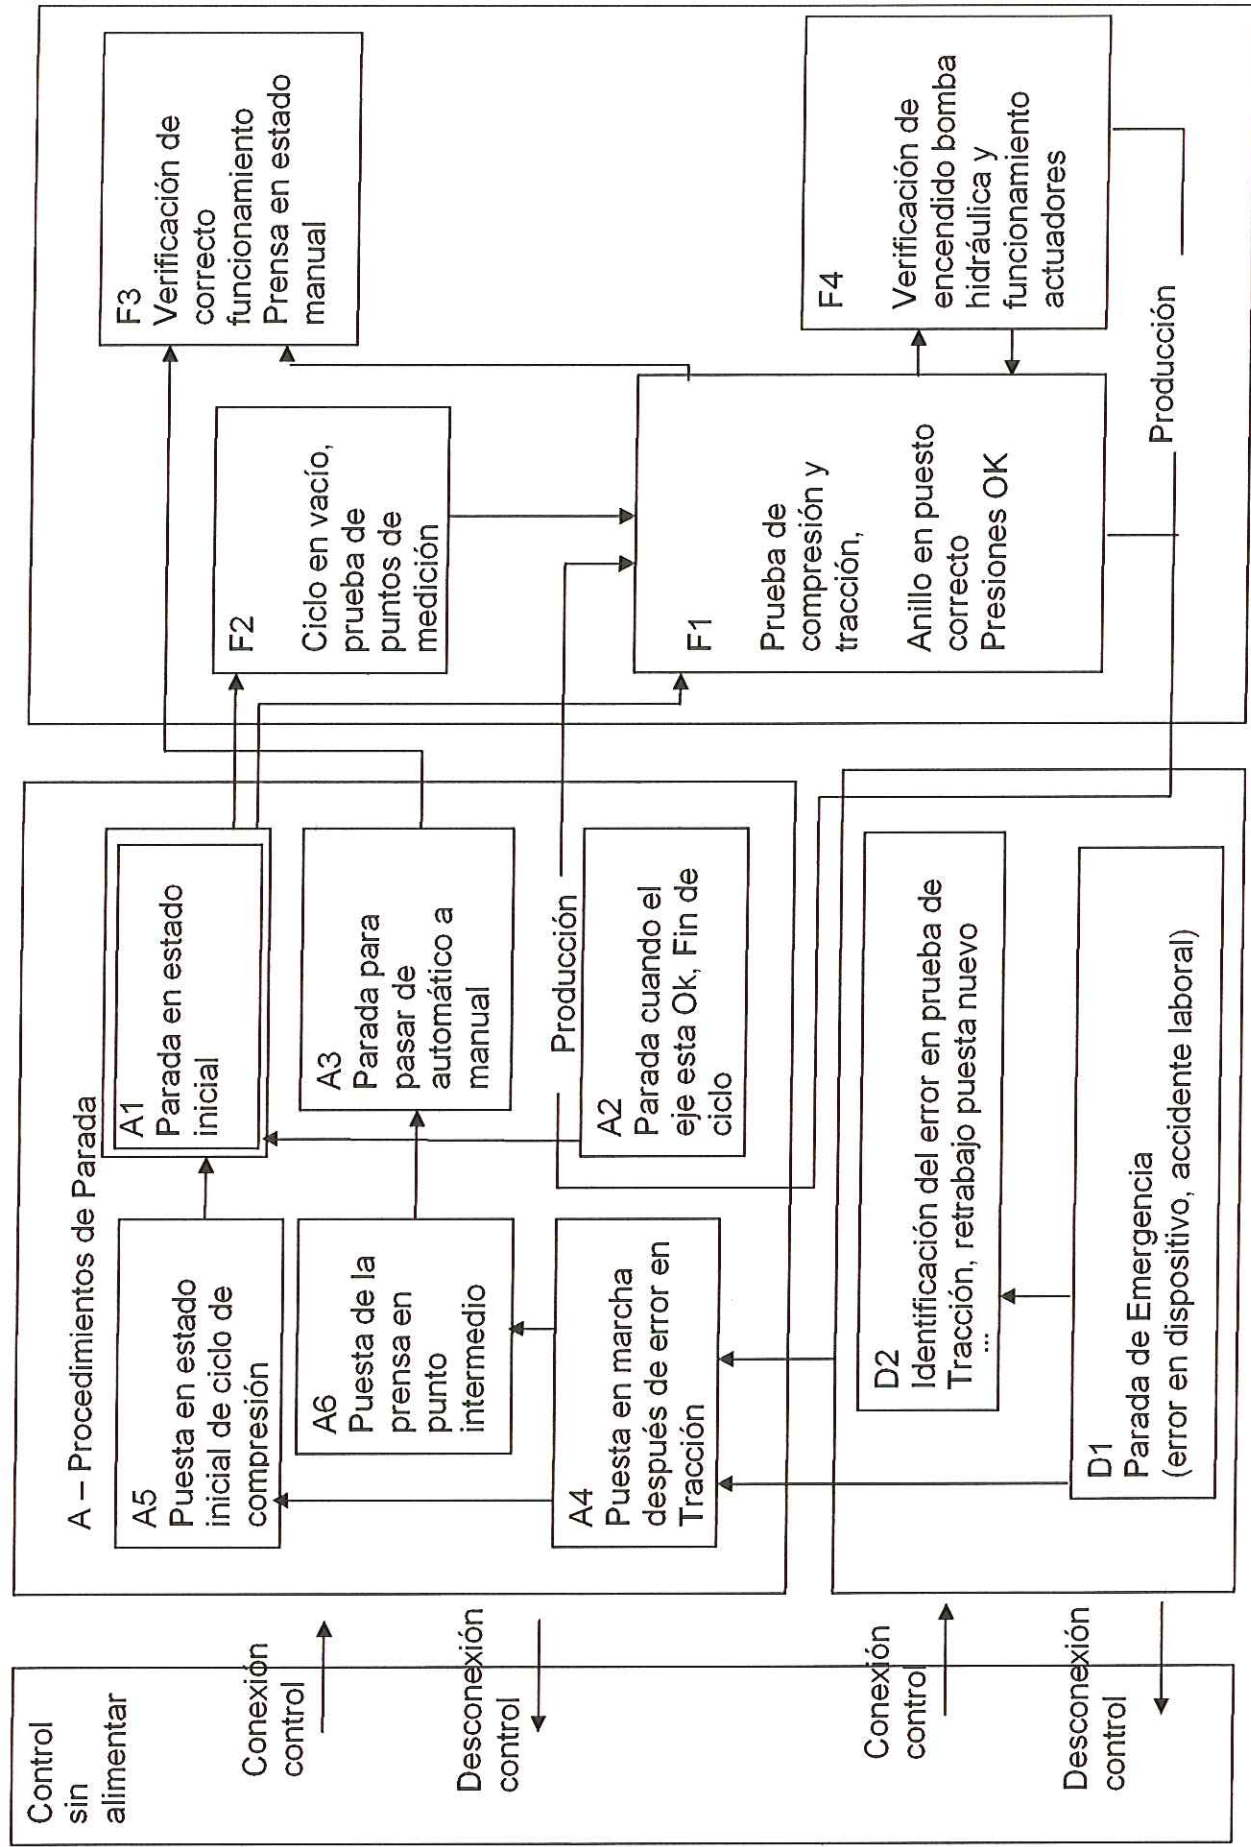 Control
sin
alimentar
Conexión
control
Desconexión
control
Conexión
control
Desconexión
control
A – Procedimientos de Parada
A5
Puesta en estado
inicial de ciclo de
compresión
A1
Parada en estado
inicial
A6
Puesta de la
prensa en
punto
intermedio
A3
Parada para
pasar de
automático a
manual
A4
Puesta en marcha
después de error en
Tracción
Producción
A2
Parada cuando el
eje esta Ok, Fin de
ciclo
D2
Identificación del error en prueba de
Tracción, retrabajo puesta nuevo
...
D1
Parada de Emergencia
(error en dispositivo, accidente laboral)
F3
Verificación de
correcto
funcionamiento
Prensa en estado
manual
F2
Ciclo en vacío,
prueba de
puntos de
medición
F1
Prueba de
compresión y
tracción,
Anillo en puesto
correcto
Presiones OK
F4
Verificación de
encendido bomba
hidráulica y
funcionamiento
actuadores
Producción